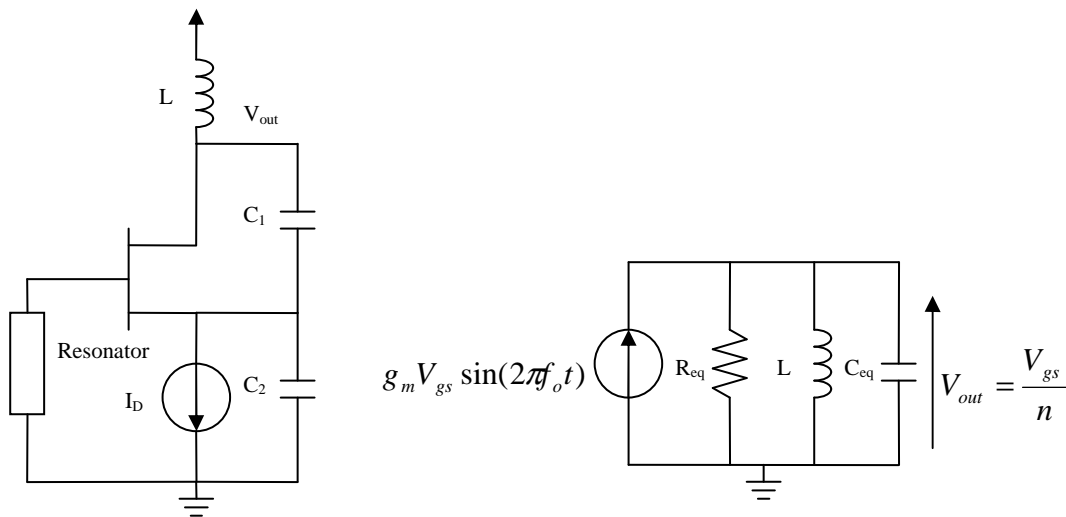 L
V_out
C_1
Resonator
I_D
C_2
g_m V_gs sin(2πf_o t)
R_eq
L
C_eq
V_out = V_gs / n